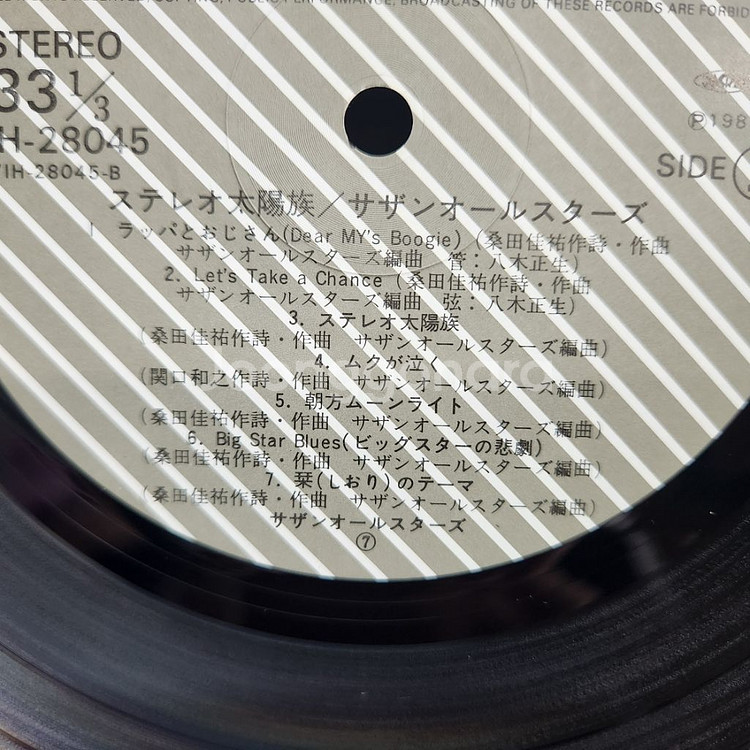 PUBLIC PERFORMANCE, BROADCASTING OF THESE RECORDS ARE FORBID
STEREO
33 1/3
IH-28045
VIH-28045-B
℗198
SIDE
ステレオ太陽族/サザンオールスターズ
1 ラッパとおじさん(Dear MY's Boogie) (桑田佳祐作詩・作曲
サザンオールスターズ編曲 管:八木正生)
2. Let's Take a Chance (桑田佳祐作詩・作曲
サザンオールスターズ編曲 弦:八木正生)
3. ステレオ太陽族
(桑田佳祐作詩・作曲 サザンオールスターズ編曲)
4. ムクが泣く
(関口和之作詩・作曲 サザンオールスターズ編曲)
5. 朝方ムーンライト
(桑田佳祐作詩・作曲 サザンオールスターズ編曲)
6. Big Star Blues(ビッグスターの悲劇)
(桑田佳祐作詩・作曲 サザンオールスターズ編曲)
7. 栞(しおり)のテーマ
(桑田佳祐作詩・作曲 サザンオールスターズ編曲)
サザンオールスターズ
⑦